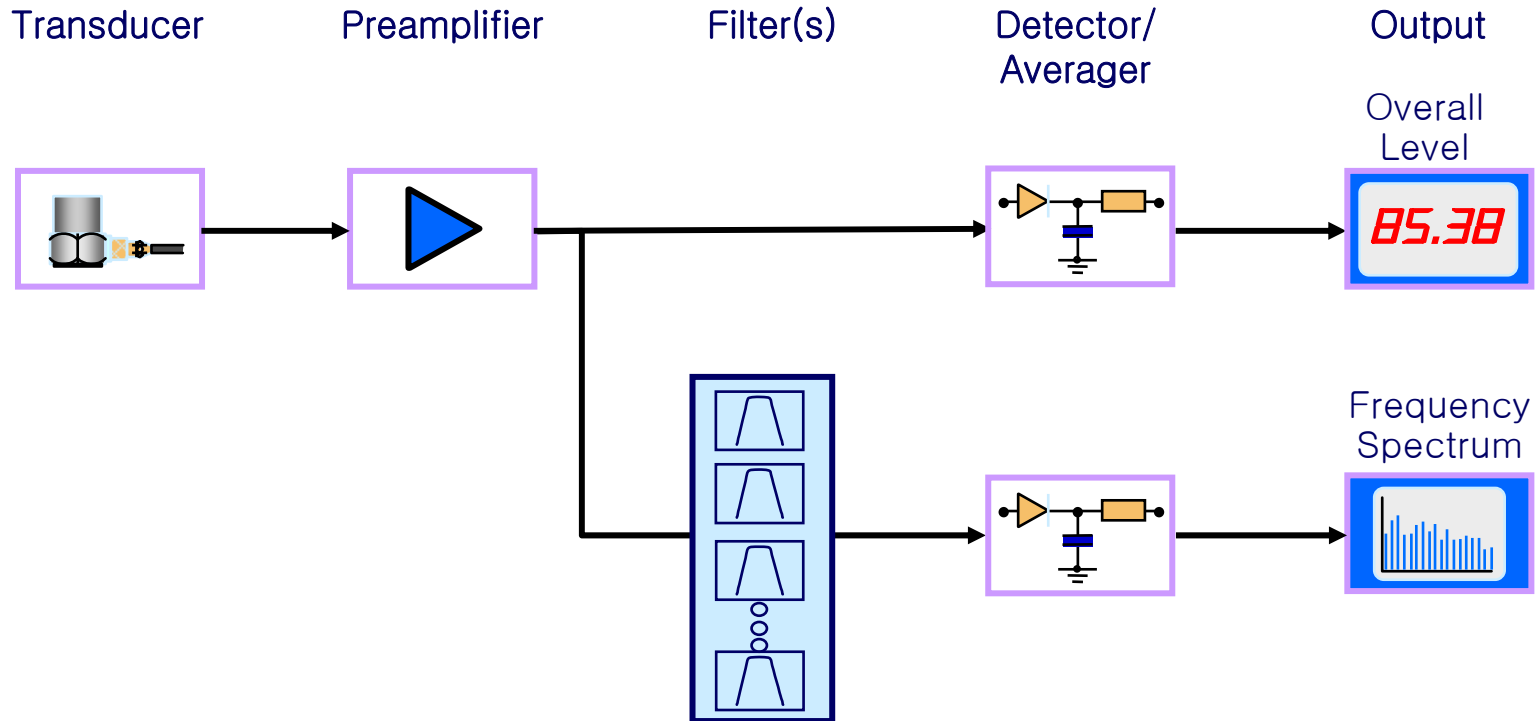 Transducer
Preamplifier
Filter(s)
Detector/
Averager
Output
Overall
Level
85.38
Frequency
Spectrum